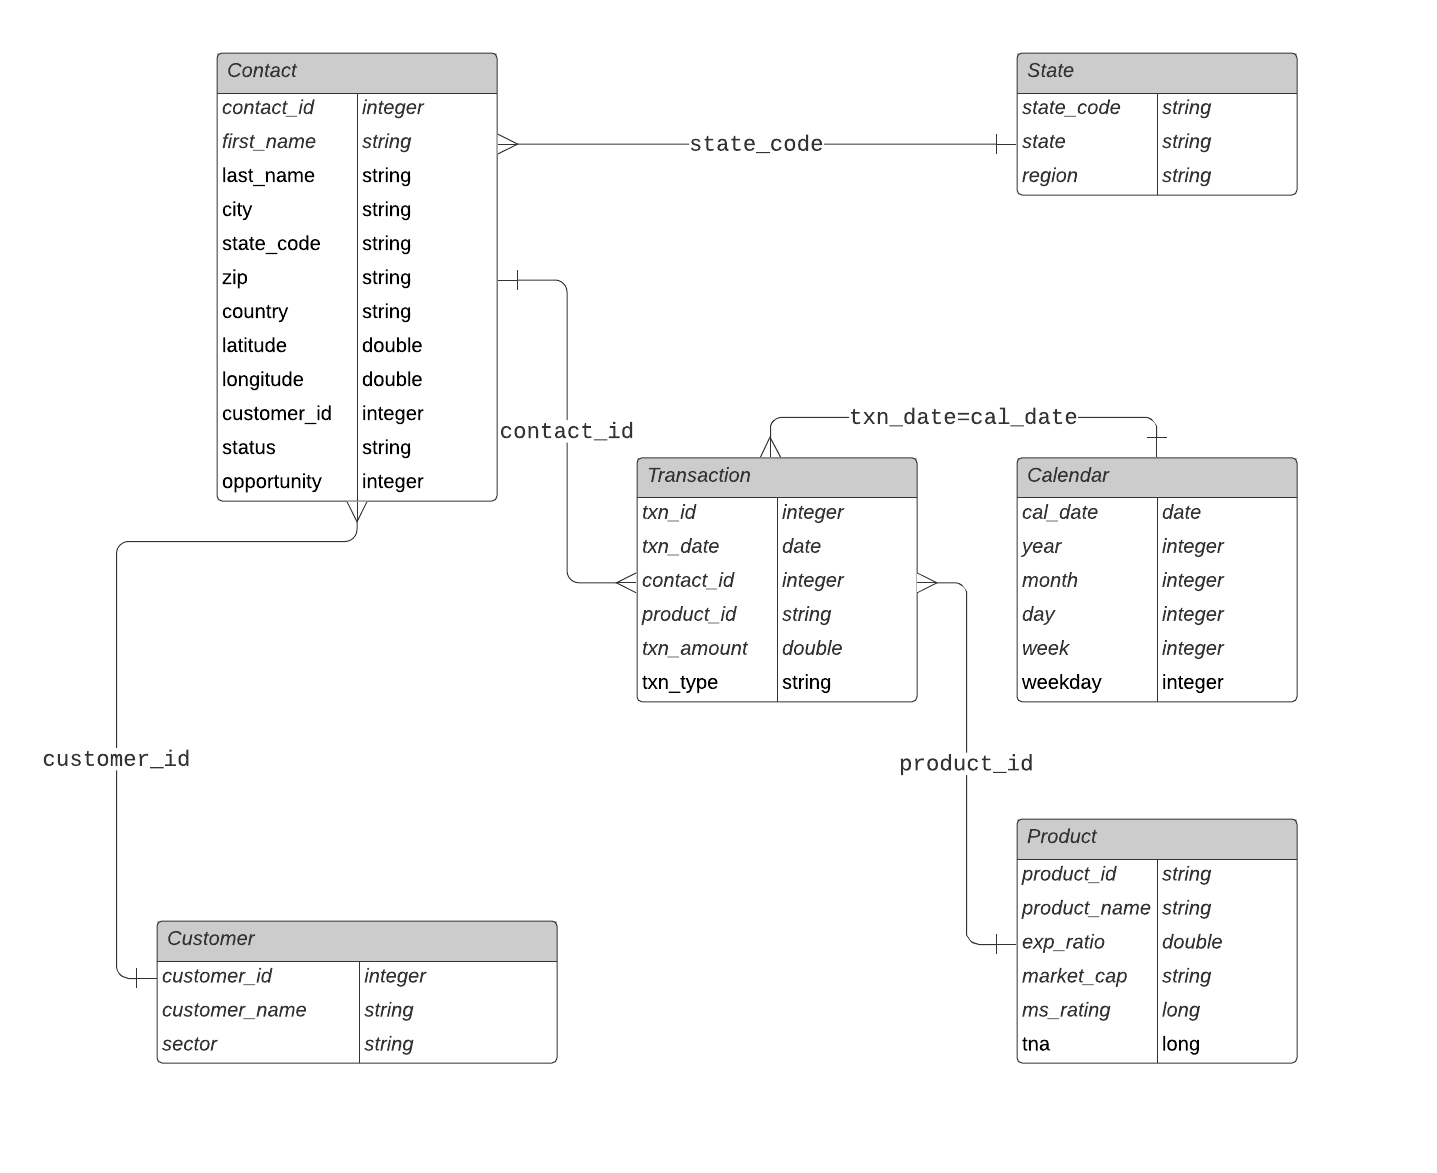 Contact
contact_id integer
first_name string
last_name string
city string
state_code string
zip string
country string
latitude double
longitude double
customer_id integer
status string
opportunity integer
state_code
State
state_code string
state string
region string
contact_id
txn_date=cal_date
Transaction
txn_id integer
txn_date date
contact_id integer
product_id string
txn_amount double
txn_type string
Calendar
cal_date date
year integer
month integer
day integer
week integer
weekday integer
customer_id
product_id
Customer
customer_id integer
customer_name string
sector string
Product
product_id string
product_name string
exp_ratio double
market_cap string
ms_rating long
tna long